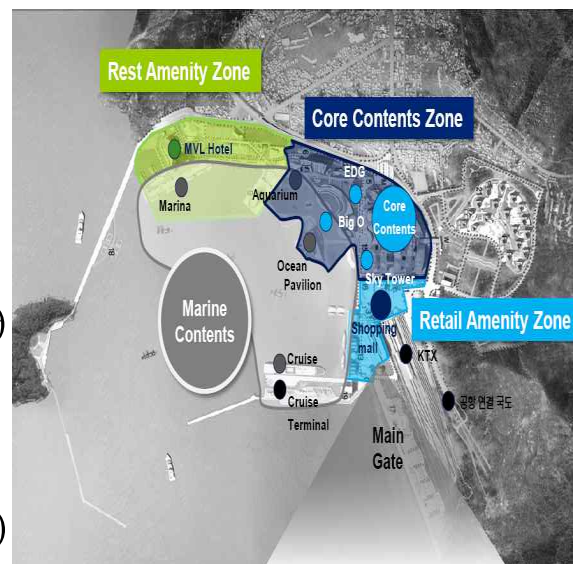 Rest Amenity Zone
Core Contents Zone
MVL Hotel
EDG
Aquarium
Marina
Big O
Core
Contents
Ocean
Pavilion
Sky Tower
Marine
Contents
Shopping
mall
Retail Amenity Zone
)
Cruise
KTX
Cruise
Terminal
공항 연결 국도
Main
Gate
)